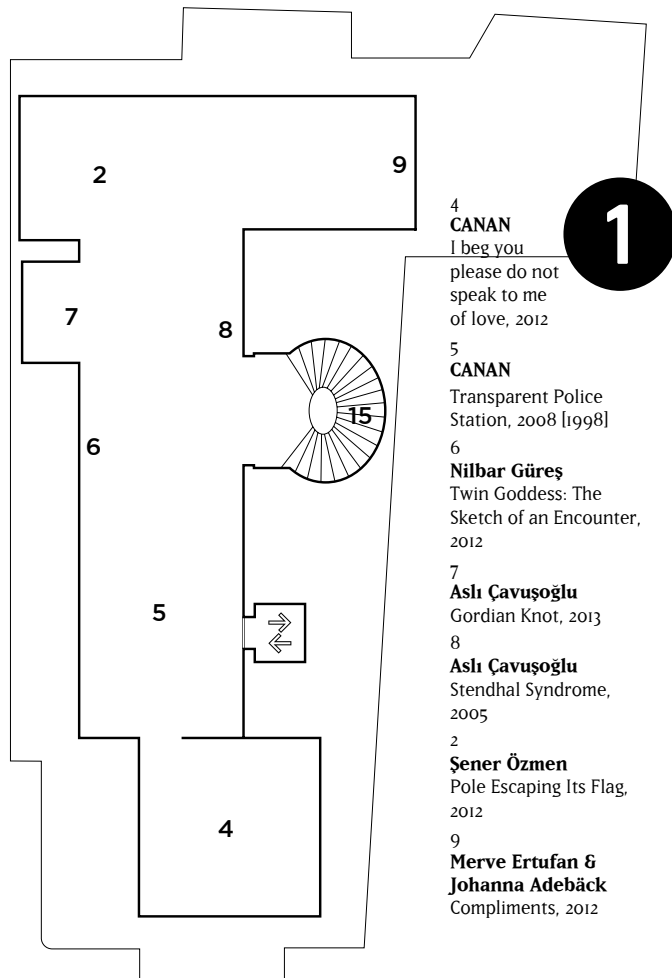 2
9
7
8
15
6
5
4
1
4
CANAN
I beg you
please do not
speak to me
of love, 2012
5
CANAN
Transparent Police
Station, 2008 [1998]
6
Nilbar Güreş
Twin Goddess: The
Sketch of an Encounter,
2012
7
Aslı Çavuşoğlu
Gordian Knot, 2013
8
Aslı Çavuşoğlu
Stendhal Syndrome,
2005
2
Şener Özmen
Pole Escaping Its Flag,
2012
9
Merve Ertufan &
Johanna Adebäck
Compliments, 2012